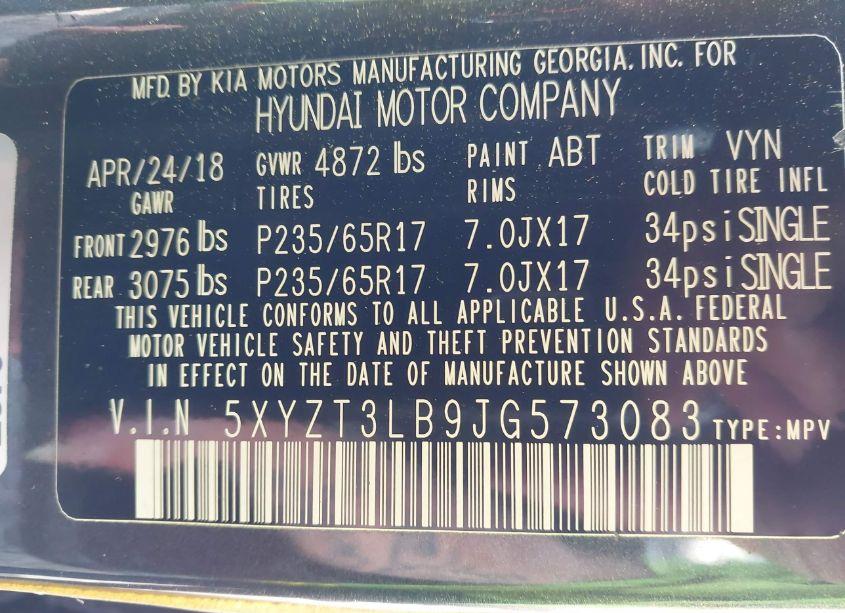 MFD. BY KIA MOTORS MANUFACTURING GEORGIA. INC. FOR
HYUNDAI MOTOR COMPANY
APR/24/18 GVWR 4872 lbs PAINT ABT TRIM VYN
GAWR TIRES RIMS COLD TIRE INFL
FRONT 2976 lbs P235/65R17 7.0JX17 34psi SINGLE
REAR 3075 lbs P235/65R17 7.0JX17 34psi SINGLE
THIS VEHICLE CONFORMS TO ALL APPLICABLE U.S.A. FEDERAL
MOTOR VEHICLE SAFETY AND THEFT PREVENTION STANDARDS
IN EFFECT ON THE DATE OF MANUFACTURE SHOWN ABOVE
V.I.N 5XYZT3LB9JG573083 TYPE:MPV